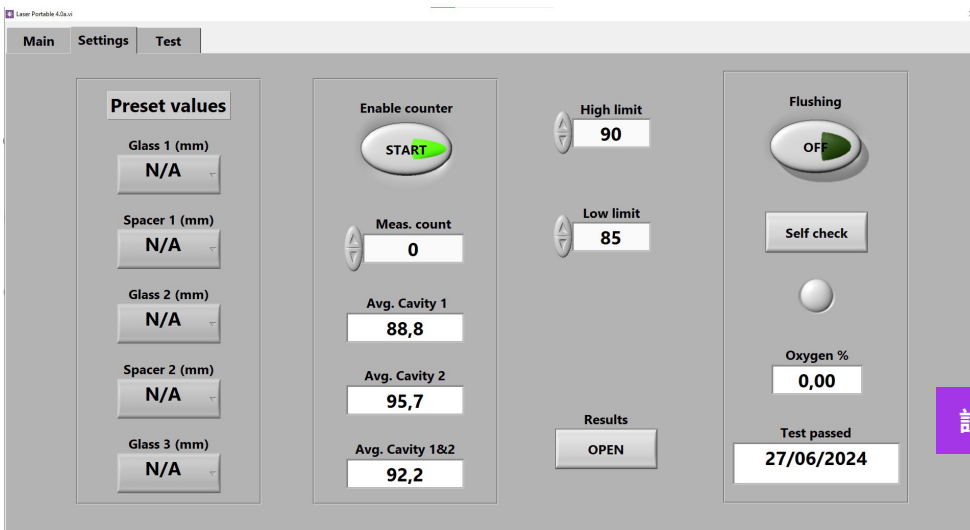 Laser Portable 4.0a.vi
Main Settings Test
Preset values
Glass 1 (mm)
N/A
Spacer 1 (mm)
N/A
Glass 2 (mm)
N/A
Spacer 2 (mm)
N/A
Glass 3 (mm)
N/A
Enable counter
START
Meas. count
0
Avg. Cavity 1
88,8
Avg. Cavity 2
95,7
Avg. Cavity 1&2
92,2
High limit
90
Low limit
85
Results
OPEN
Flushing
OFF
Self check
Oxygen %
0,00
Test passed
27/06/2024